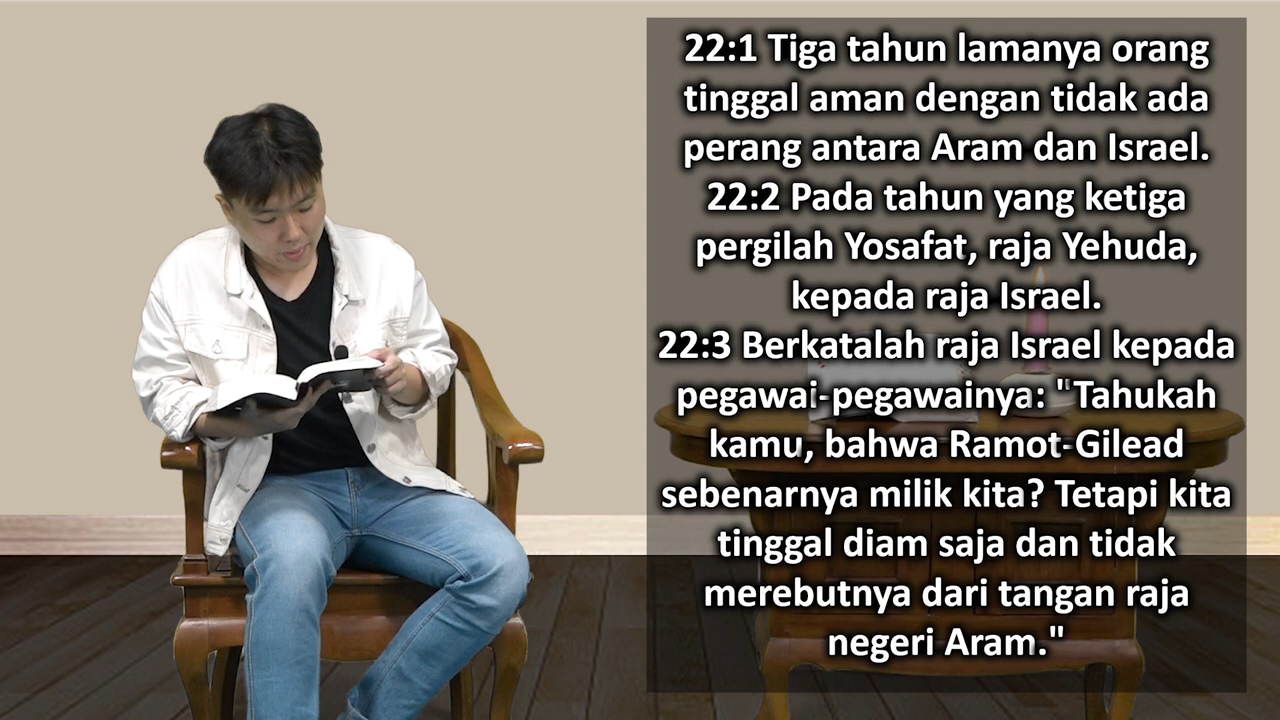 22:1 Tiga tahun lamanya orang
tinggal aman dengan tidak ada
perang antara Aram dan Israel.
22:2 Pada tahun yang ketiga
pergilah Yosafat, raja Yehuda,
kepada raja Israel.
22:3 Berkatalah raja Israel kepada
pegawai-pegawainya: "Tahukah
kamu, bahwa Ramot-Gilead
sebenarnya milik kita? Tetapi kita
tinggal diam saja dan tidak
merebutnya dari tangan raja
negeri Aram."